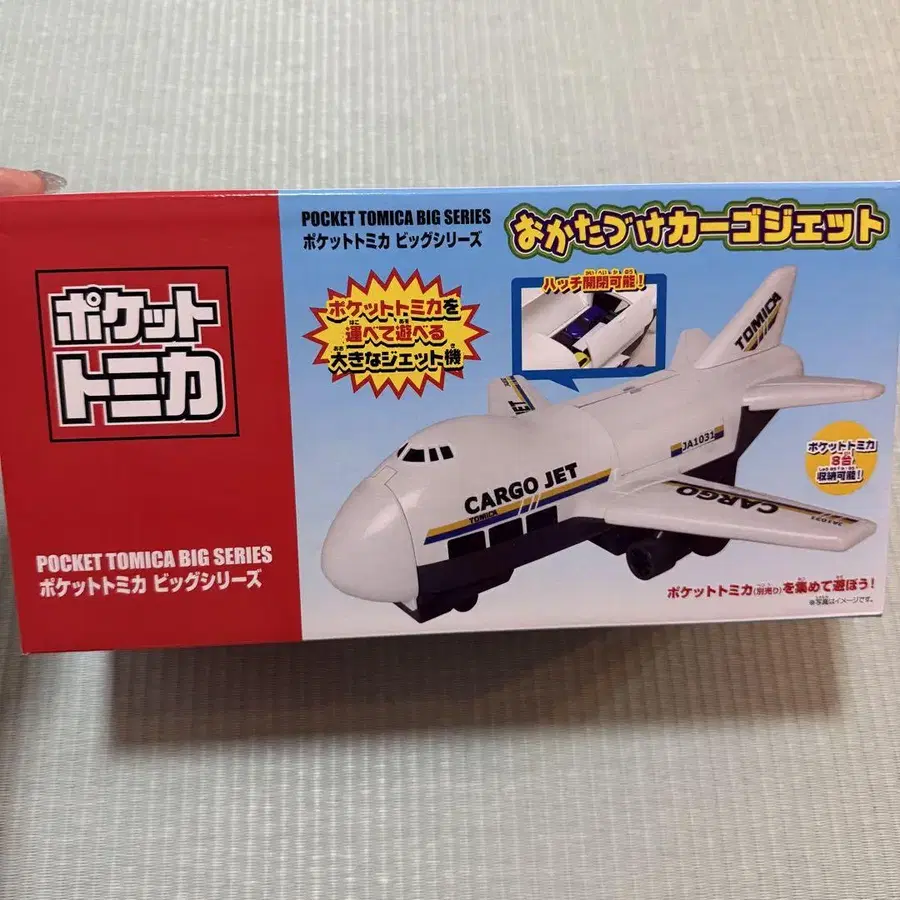 ポケット
トミカ
POCKET TOMICA BIG SERIES
ポケットトミカ ビッグシリーズ
POCKET TOMICA BIG SERIES
ポケットトミカ ビッグシリーズ
おかたづけカーゴジェット
ポケットトミカを
運べて遊べる
大きなジェット機
ハッチ開閉可能!
TOMICA
JET
JA1031
CARGO JET
TOMICA
CARGO
JA1031
ポケットトミカ
8台
収納可能!
ポケットトミカ(別売り)を集めて遊ぼう!
※写真はイメージです。